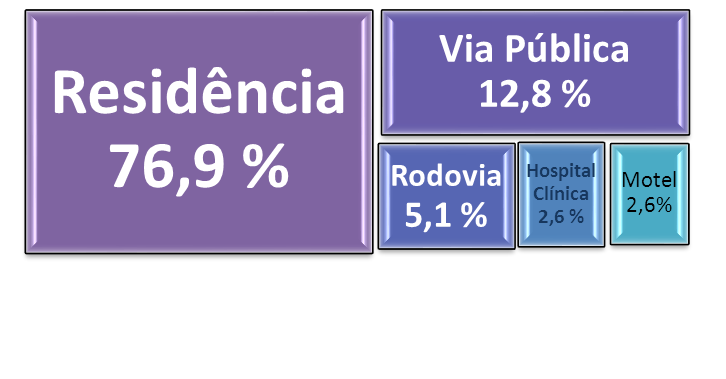 Residência
76,9 %
Via Pública
12,8 %
Rodovia
5,1 %
Hospital
Clínica
2,6 %
Motel
2,6%